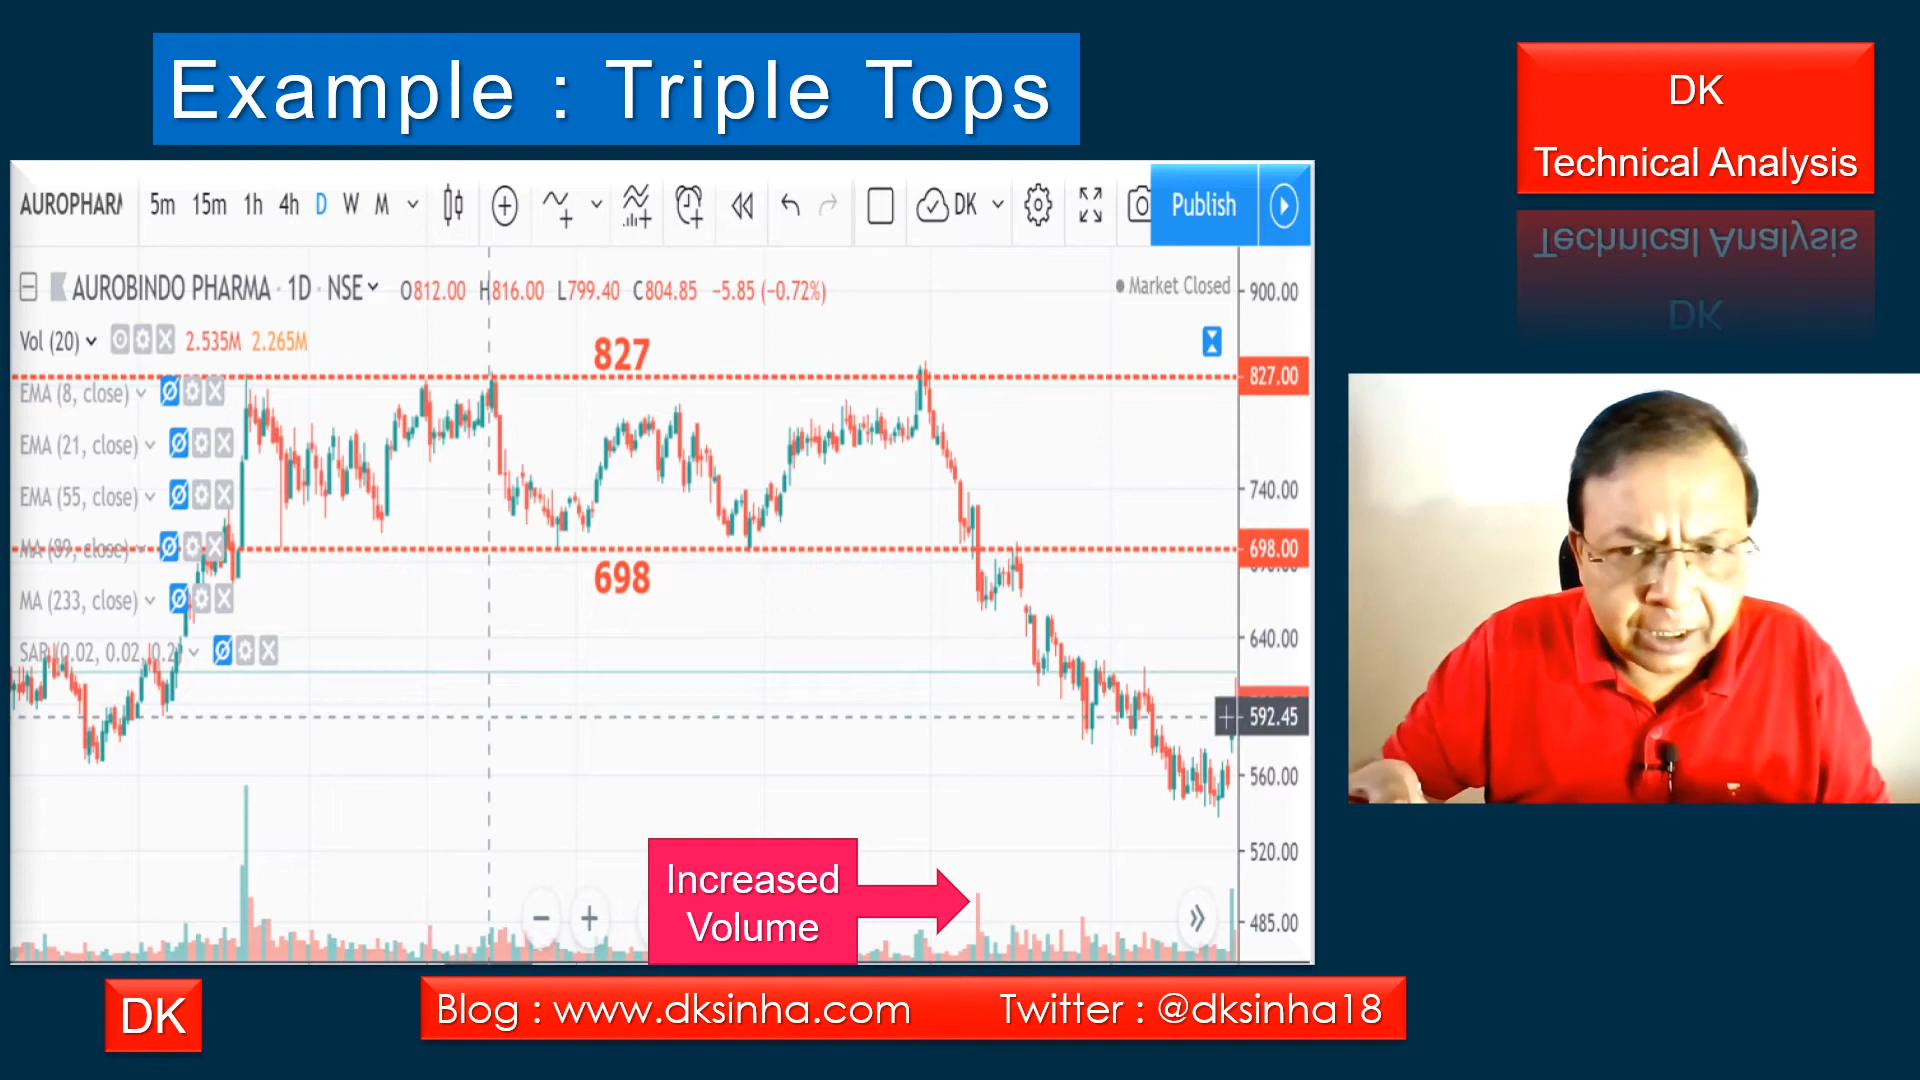 Example : Triple Tops
DK
Technical Analysis
Technical Analysis
DK
AUROPHARM 5m 15m 1h 4h D W M DK Publish
AUROBINDO PHARMA · 1D · NSE O812.00 H816.00 L799.40 C804.85 −5.85 (−0.72%) Market Closed
Vol (20) 2.535M 2.265M
EMA (8, close)
EMA (21, close)
EMA (55, close)
MA (89, close)
MA (233, close)
SAR (0.02, 0.02, 0.2)
827
698
900.00
827.00
740.00
698.00
640.00
592.45
560.00
520.00
485.00
Increased
Volume
DK
Blog : www.dksinha.com Twitter : @dksinha18